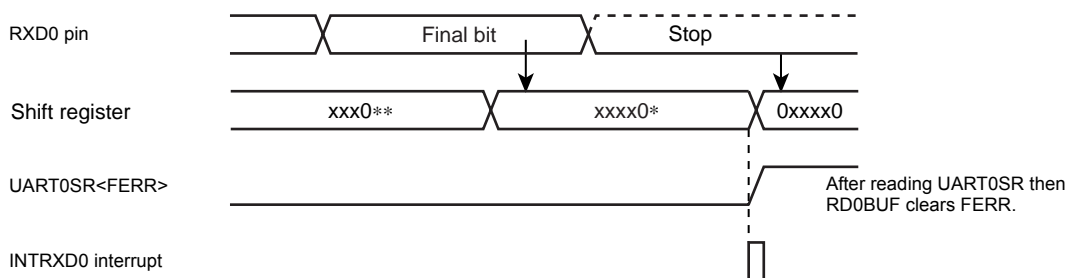 RXD0 pin
Final bit
Stop
Shift register
xxx0**
xxxx0*
0xxxx0
UART0SR<FERR>
After reading UART0SR then
RD0BUF clears FERR.
INTRXD0 interrupt